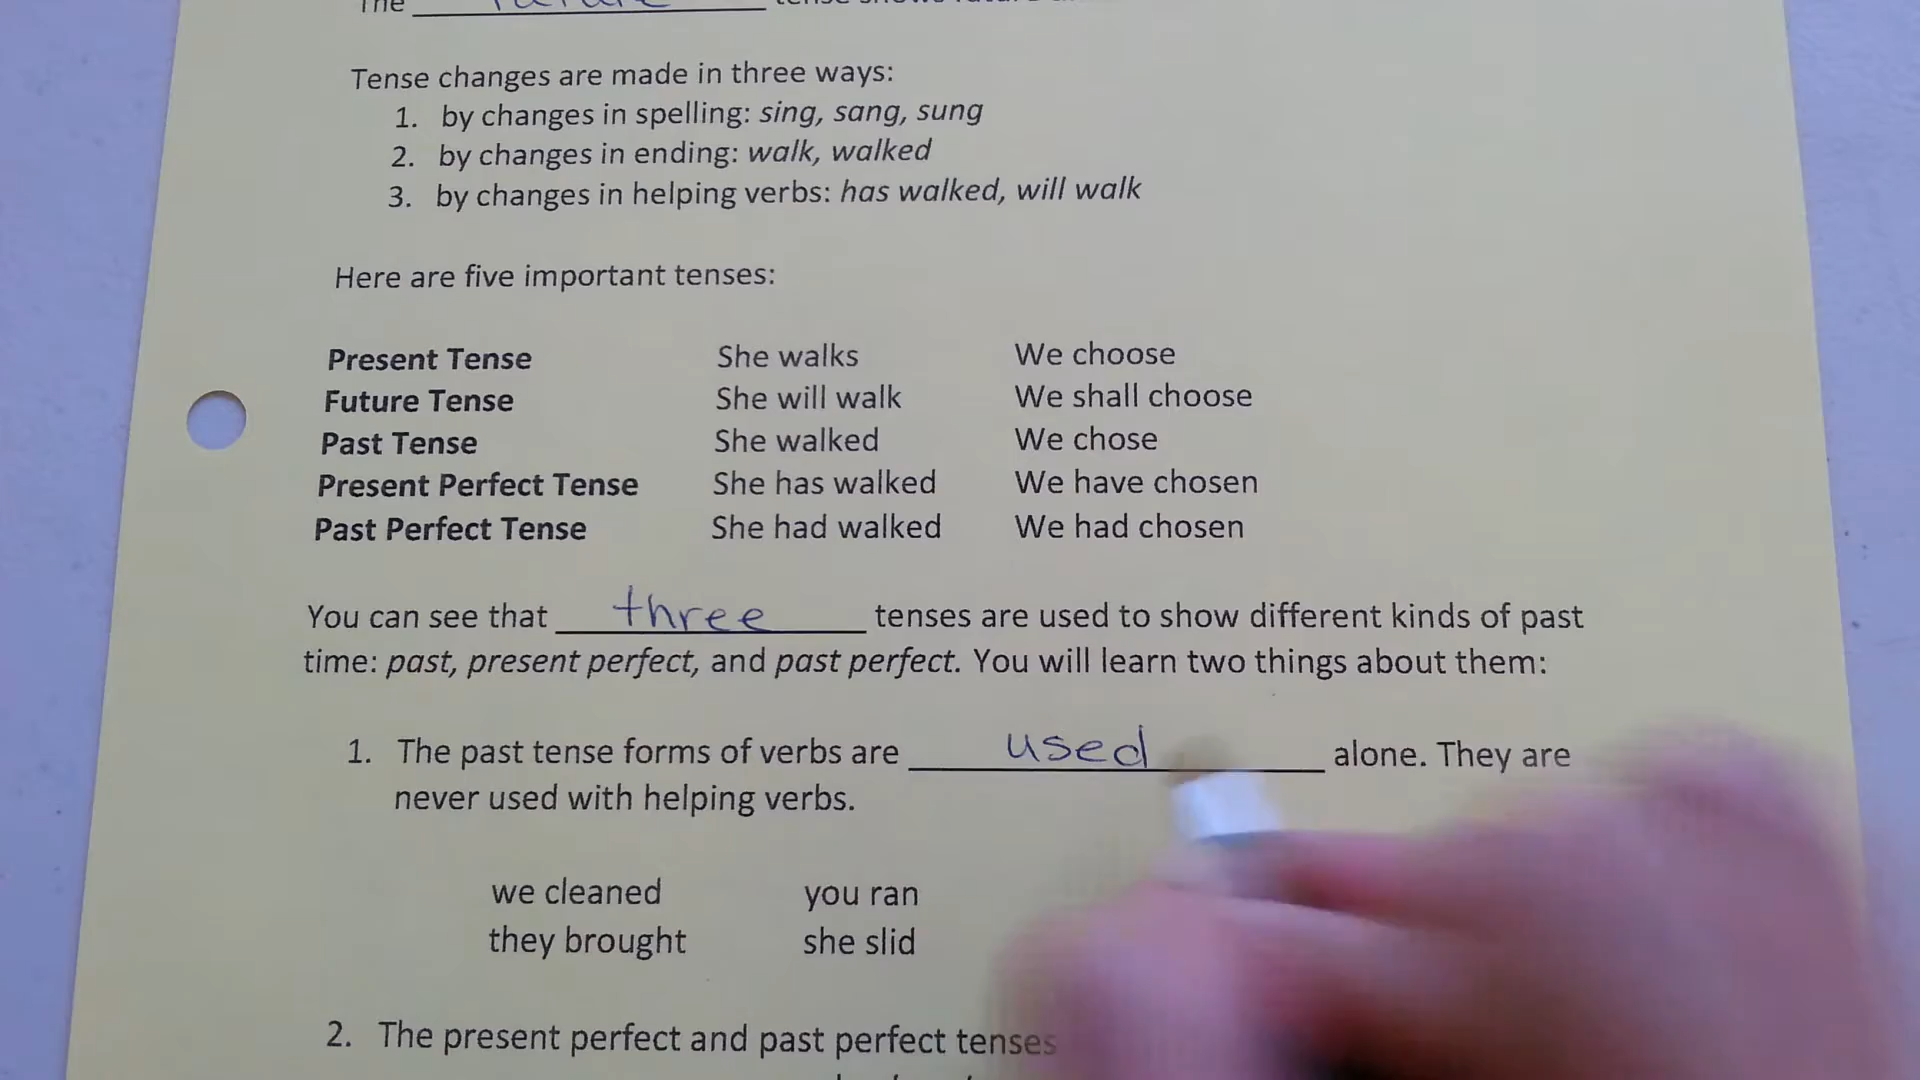 The future
Tense changes are made in three ways:
1. by changes in spelling: sing, sang, sung
2. by changes in ending: walk, walked
3. by changes in helping verbs: has walked, will walk
Here are five important tenses:
Present Tense She walks We choose
Future Tense She will walk We shall choose
Past Tense She walked We chose
Present Perfect Tense She has walked We have chosen
Past Perfect Tense She had walked We had chosen
You can see that three tenses are used to show different kinds of past
time: past, present perfect, and past perfect. You will learn two things about them:
1. The past tense forms of verbs are used alone. They are
never used with helping verbs.
we cleaned you ran
they brought she slid
2. The present perfect and past perfect tenses